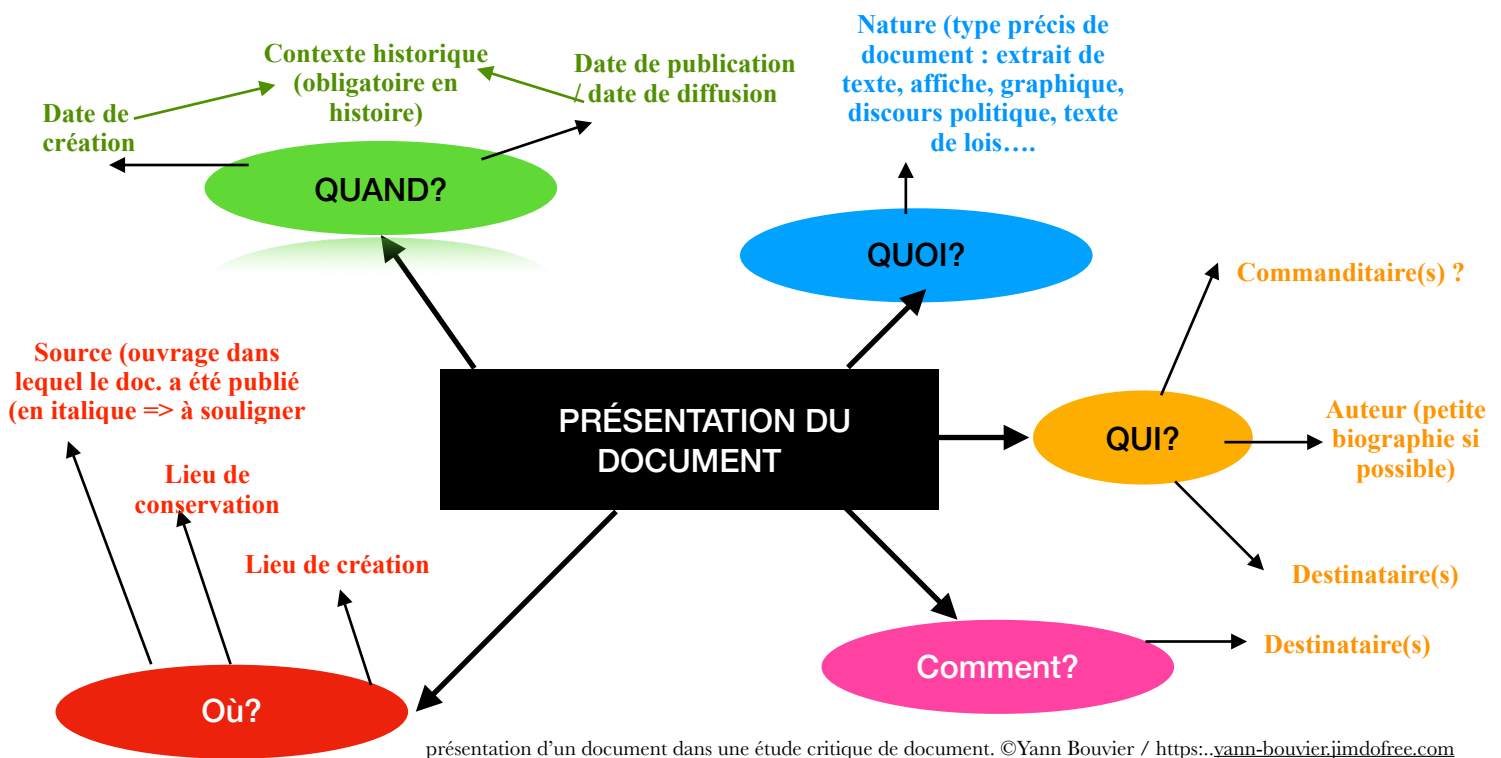 Contexte historique
(obligatoire en
histoire)
Date de publication
/ date de diffusion
Date de
création
QUAND?
Nature (type précis de
document : extrait de
texte, affiche, graphique,
discours politique, texte
de lois….
QUOI?
Commanditaire(s) ?
Auteur (petite
biographie si
possible)
QUI?
Destinataire(s)
PRÉSENTATION DU
DOCUMENT
Source (ouvrage dans
lequel le doc. a été publié
(en italique => à souligner
Lieu de
conservation
Lieu de création
Où?
Comment?
Destinataire(s)
présentation d’un document dans une étude critique de document. ©Yann Bouvier / https:..yann-bouvier.jimdofree.com